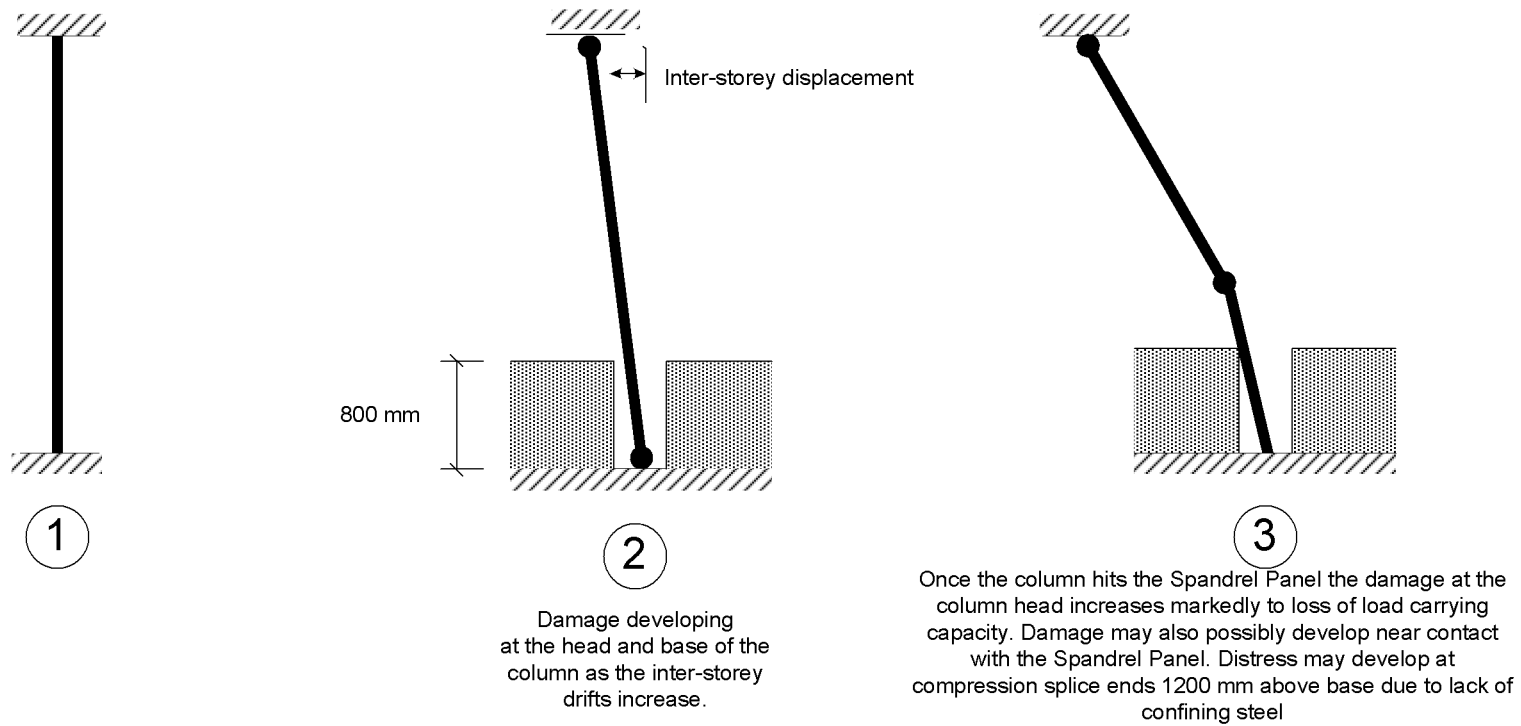 Inter-storey displacement
800 mm
1
2
Damage developing
at the head and base of the
column as the inter-storey
drifts increase.
3
Once the column hits the Spandrel Panel the damage at the
column head increases markedly to loss of load carrying
capacity. Damage may also possibly develop near contact
with the Spandrel Panel. Distress may develop at
compression splice ends 1200 mm above base due to lack of
confining steel